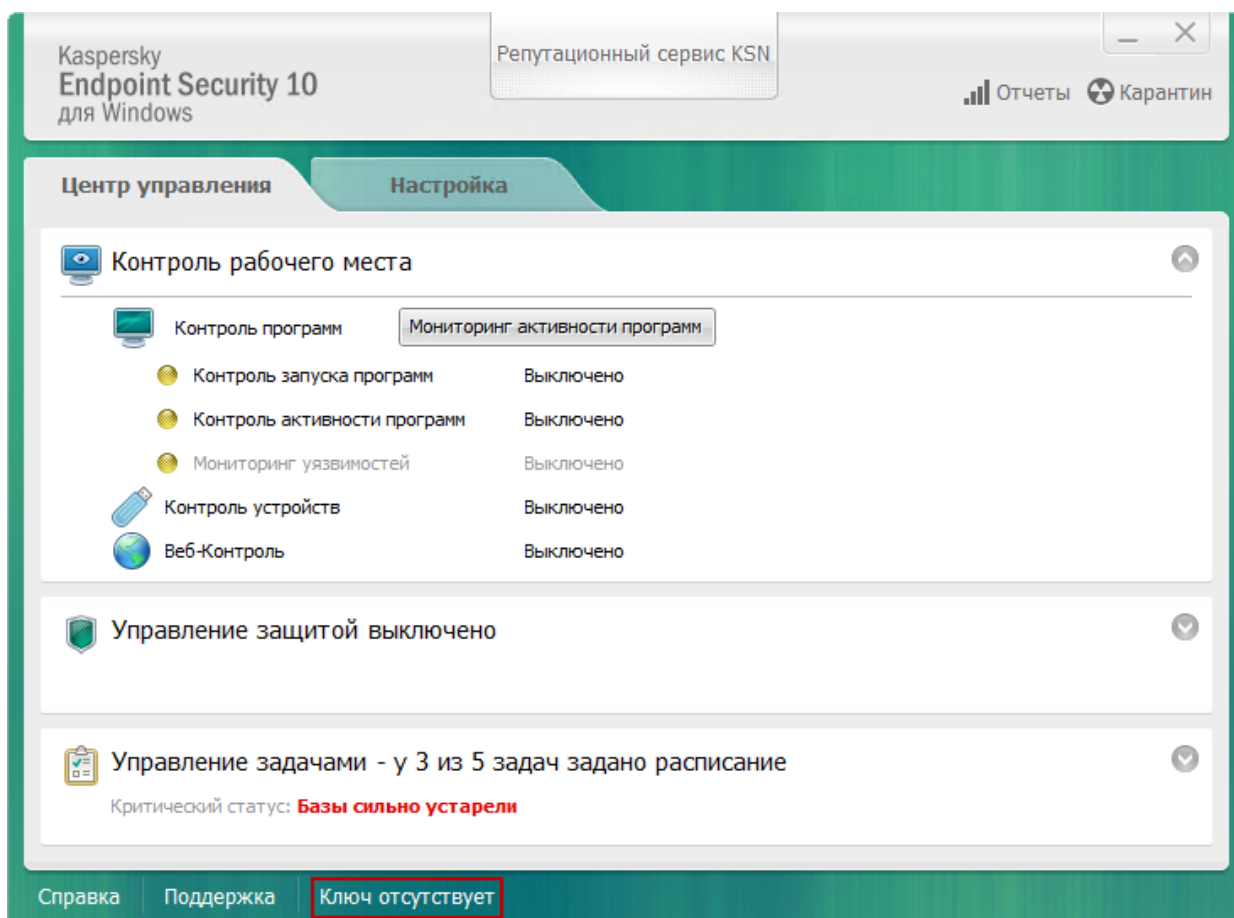 Kaspersky
Endpoint Security 10
для Windows
Репутационный сервис KSN
Отчеты
Карантин
Центр управления
Настройка
Контроль рабочего места
Контроль программ
Мониторинг активности программ
Контроль запуска программ Выключено
Контроль активности программ Выключено
Мониторинг уязвимостей Выключено
Контроль устройств Выключено
Веб-Контроль Выключено
Управление защитой выключено
Управление задачами - у 3 из 5 задач задано расписание
Критический статус: Базы сильно устарели
Справка
Поддержка
Ключ отсутствует